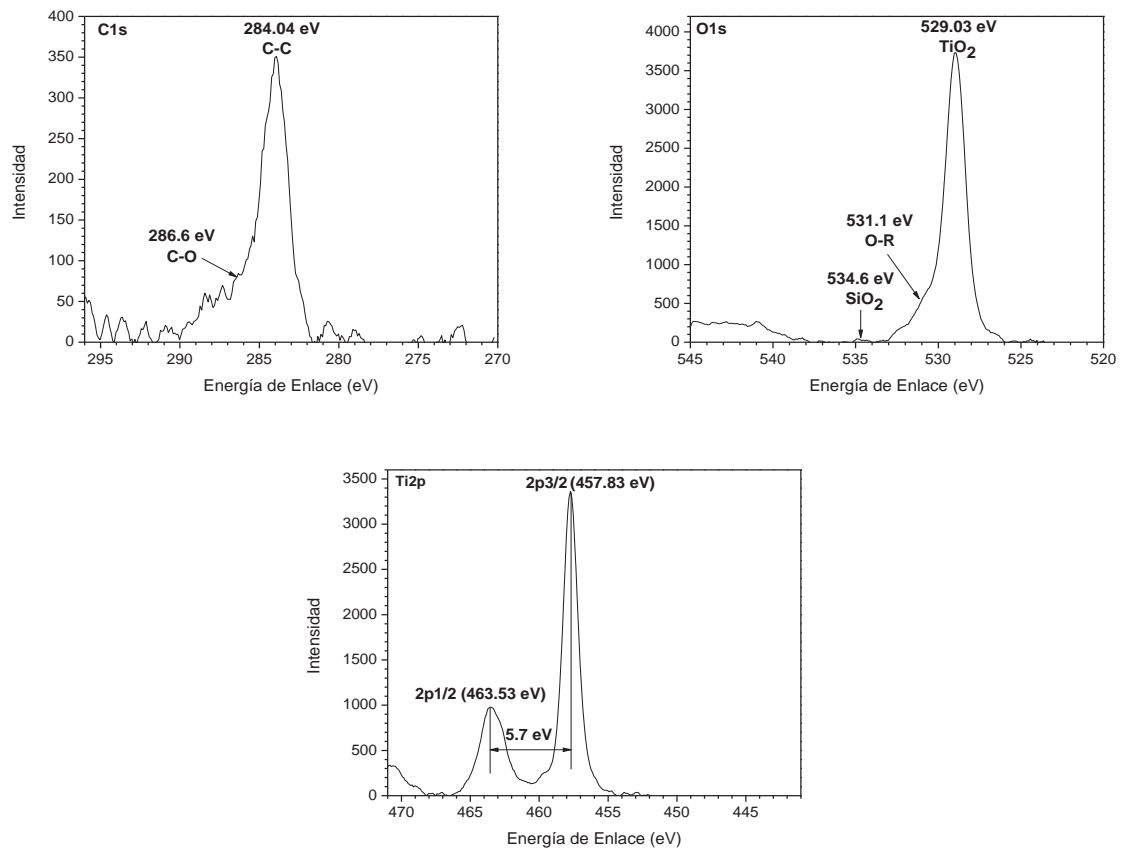 C1s
284.04 eV
C-C
286.6 eV
C-O
400
350
300
250
200
150
100
50
0
295
290
285
280
275
270
Intensidad
Energía de Enlace (eV)
O1s
529.03 eV
TiO2
531.1 eV
O-R
534.6 eV
SiO2
4000
3500
3000
2500
2000
1500
1000
500
0
545
540
535
530
525
520
Intensidad
Energía de Enlace (eV)
Ti2p
2p3/2 (457.83 eV)
2p1/2 (463.53 eV)
5.7 eV
3500
3000
2500
2000
1500
1000
500
0
470
465
460
455
450
445
Intensidad
Energía de Enlace (eV)